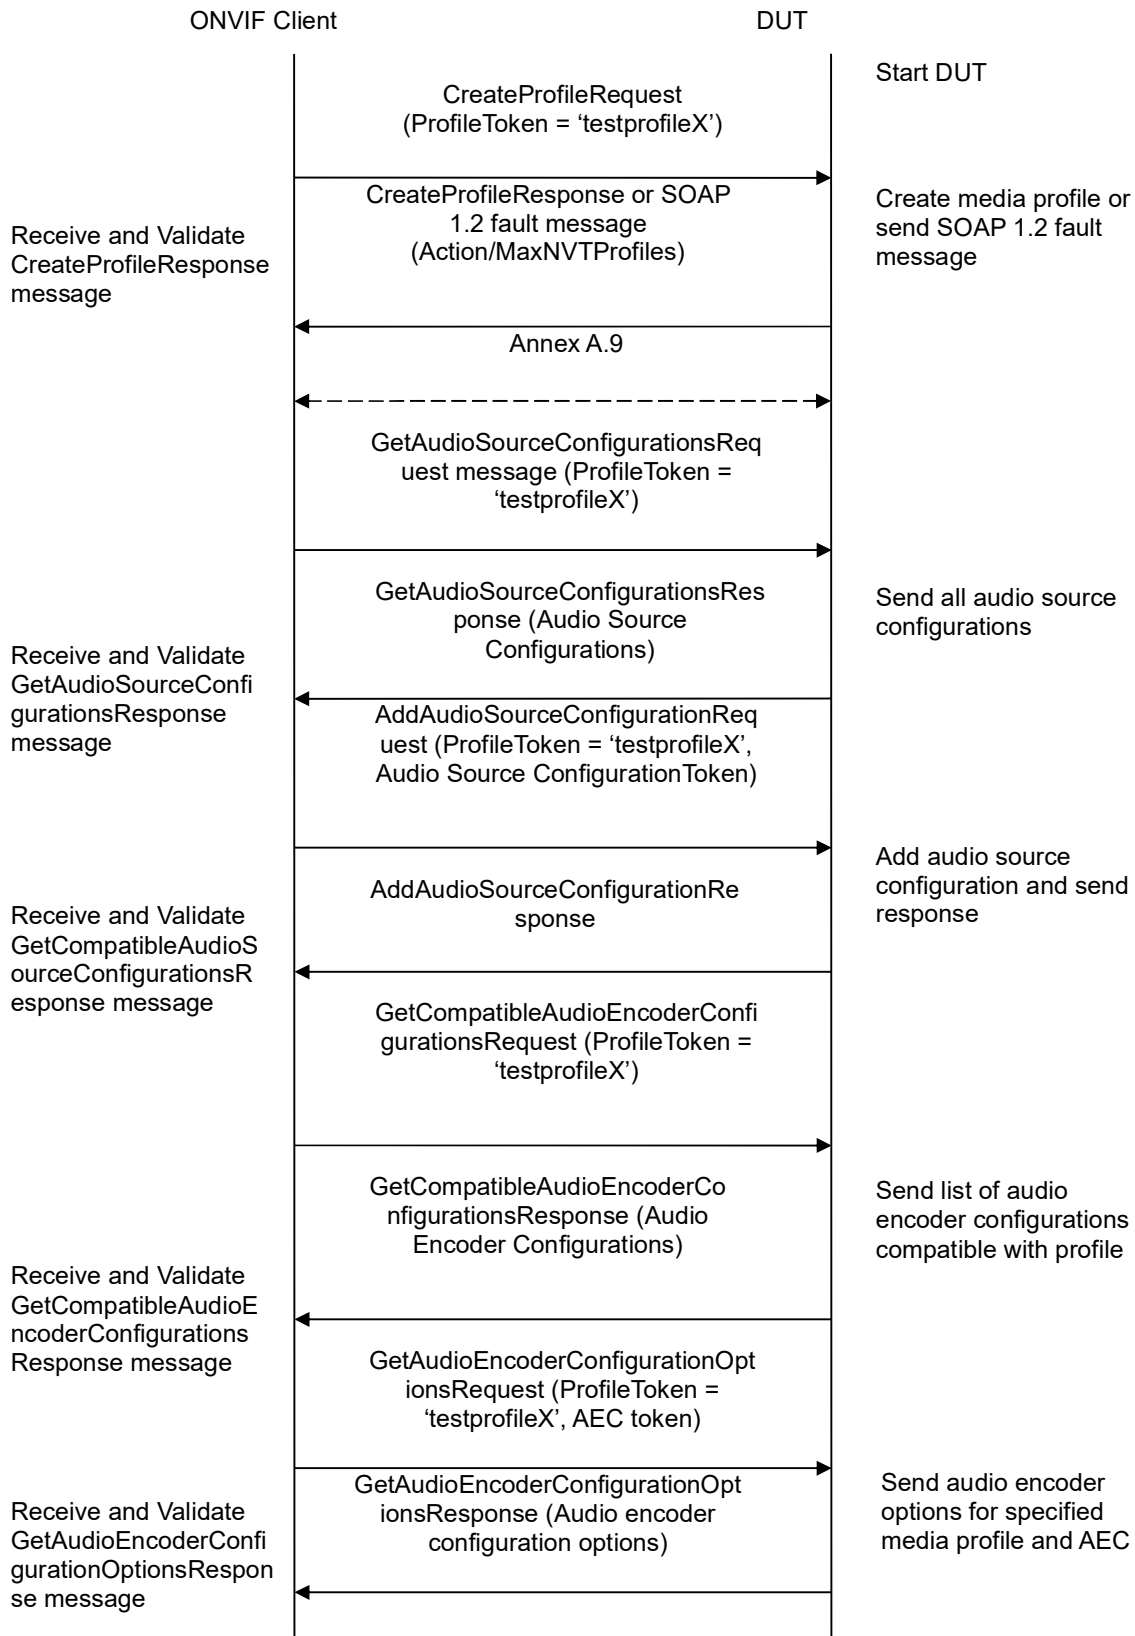 ONVIF Client
DUT
Start DUT
CreateProfileRequest
(ProfileToken = ‘testprofileX’)
CreateProfileResponse or SOAP
1.2 fault message
(Action/MaxNVTProfiles)
Create media profile or
send SOAP 1.2 fault
message
Receive and Validate
CreateProfileResponse
message
Annex A.9
GetAudioSourceConfigurationsReq
uest message (ProfileToken =
‘testprofileX’)
GetAudioSourceConfigurationsRes
ponse (Audio Source
Configurations)
Send all audio source
configurations
Receive and Validate
GetAudioSourceConfi
gurationsResponse
message
AddAudioSourceConfigurationReq
uest (ProfileToken = ‘testprofileX’,
Audio Source ConfigurationToken)
Add audio source
configuration and send
response
AddAudioSourceConfigurationRe
sponse
Receive and Validate
GetCompatibleAudioS
ourceConfigurationsR
esponse message
GetCompatibleAudioEncoderConfi
gurationsRequest (ProfileToken =
‘testprofileX’)
GetCompatibleAudioEncoderCo
nfigurationsResponse (Audio
Encoder Configurations)
Send list of audio
encoder configurations
compatible with profile
Receive and Validate
GetCompatibleAudioE
ncoderConfigurations
Response message
GetAudioEncoderConfigurationOpt
ionsRequest (ProfileToken =
‘testprofileX’, AEC token)
GetAudioEncoderConfigurationOpt
ionsResponse (Audio encoder
configuration options)
Send audio encoder
options for specified
media profile and AEC
Receive and Validate
GetAudioEncoderConfi
gurationOptionsRespon
se message